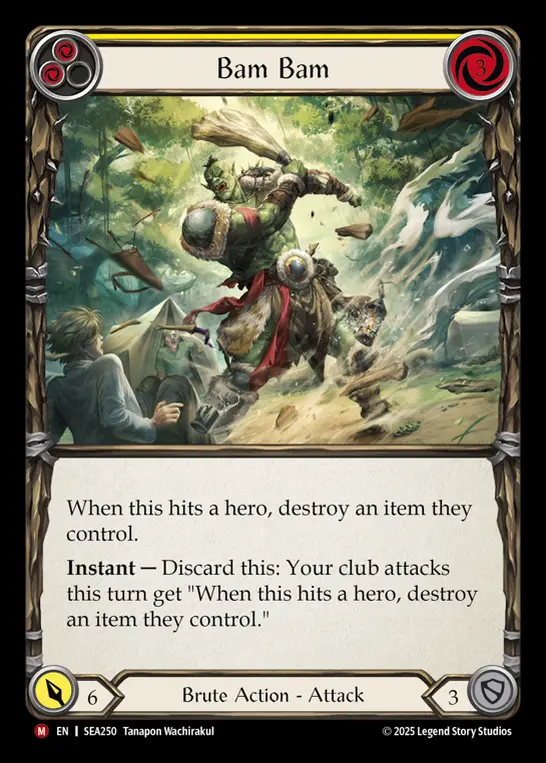 Bam Bam
3
When this hits a hero, destroy an item they
control.
Instant — Discard this: Your club attacks
this turn get "When this hits a hero, destroy
an item they control."
6
Brute Action - Attack
3
M EN | SEA250 Tanapon Wachirakul
© 2025 Legend Story Studios